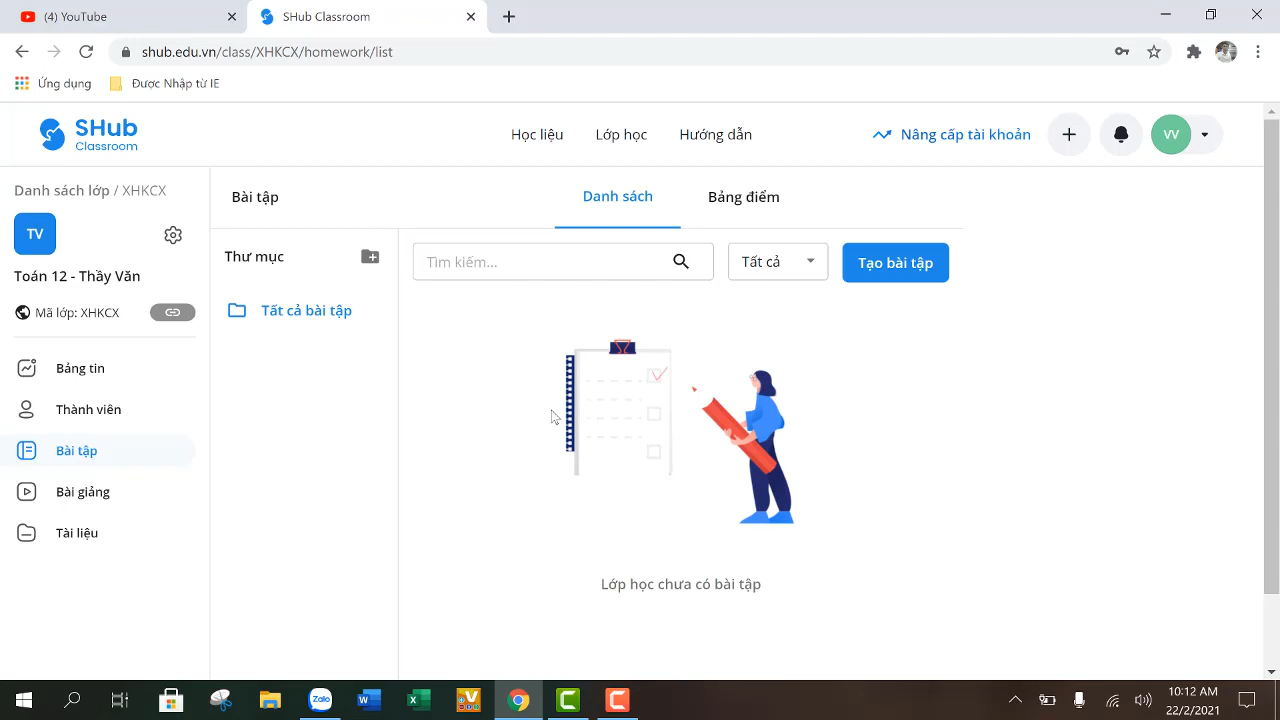 (4) YouTube
SHub Classroom
shub.edu.vn/class/XHKCX/homework/list
Ứng dụng
Được Nhập từ IE
SHub
Classroom
Học liệu
Lớp học
Hướng dẫn
Nâng cấp tài khoản
VV
Danh sách lớp / XHKCX
TV
Toán 12 - Thầy Văn
Mã lớp: XHKCX
Bảng tin
Thành viên
Bài tập
Bài giảng
Tài liệu
Bài tập
Danh sách
Bảng điểm
Thư mục
Tất cả bài tập
Tìm kiếm...
Tất cả
Tạo bài tập
Lớp học chưa có bài tập
Zalo
10:12 AM
22/2/2021